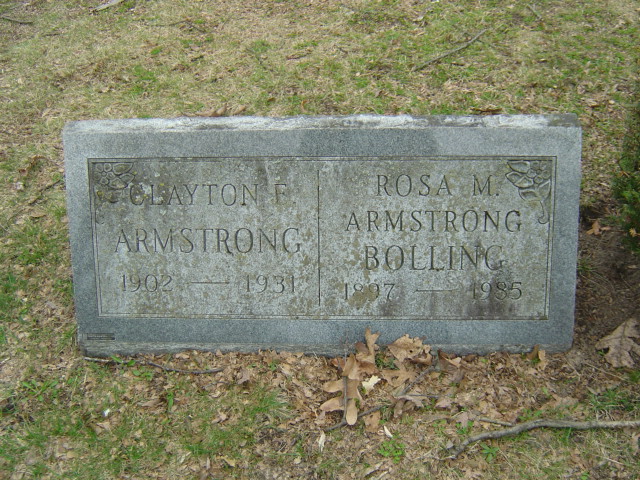 CLAYTON F.
ARMSTRONG
1902 — 1931
ROSA M.
ARMSTRONG
BOLLING
1897 — 1985